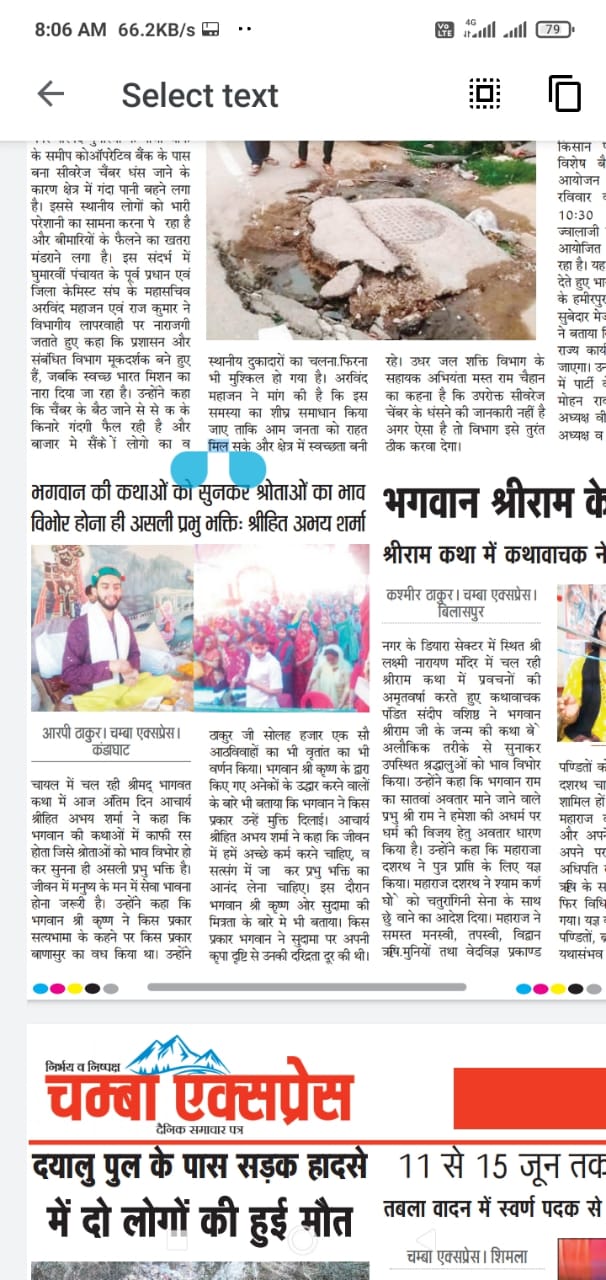 8:06 AM 66.2KB/s
Vo LTE 4G 79
Select text
के समीप कोऑपरेटिव बैंक के पास
बना सीवरेज चैंबर धंस जाने के
कारण क्षेत्र में गंदा पानी बहने लगा
है। इससे स्थानीय लोगों को भारी
परेशानी का सामना करना पे रहा है
और बीमारियों के फैलने का खतरा
मंडराने लगा है। इस संदर्भ में
घुमारवीं पंचायत के पूर्व प्रधान एवं
जिला केमिस्ट संघ के महासचिव
अरविंद महाजन एवं राज कुमार ने
विभागीय लापरवाही पर नाराजगी
जताते हुए कहा कि प्रशासन और
संबंधित विभाग मूकदर्शक बने हुए
हैं, जबकि स्वच्छ भारत मिशन का
नारा दिया जा रहा है। उन्होंने कहा
कि चैंबर के बैठ जाने से से क के
किनारे गंदगी फैल रही है और
बाजार मे सैंकों लोगो का व
स्थानीय दुकादारों का चलना.फिरना
भी मुश्किल हो गया है। अरविंद
महाजन ने मांग की है कि इस
समस्या का शीघ्र समाधान किया
जाए ताकि आम जनता को राहत
मिल सके और क्षेत्र में स्वच्छता बनी
रहे। उधर जल शक्ति विभाग के
सहायक अभियंता मस्त राम चैहान
का कहना है कि उपरोक्त सीवरेज
चेंबर के धंसने की जानकारी नहीं है
अगर ऐसा है तो विभाग इसे तुरंत
ठीक करवा देगा।
किसान
विशेष बै
आयोजन
रविवार
10:30
ज्वालाजी
आयोजित
रहा है। यह
देते हुए भा
के हमीरपुर
सुबेदार मे
ने बताया
राज्य कार्य
जाएगा। उन
में पार्टी
मोहन रा
अध्यक्ष वी
अध्यक्ष व
भगवान की कथाओं को सुनकर श्रोताओं का भाव
विभोर होना ही असली प्रभु भक्तिः श्रीहित अभय शर्मा
आरपी ठाकुर। चम्बा एक्सप्रेस।
कंडाघाट
चायल में चल रही श्रीमद् भागवत
कथा में आज अंतिम दिन आचार्य
श्रीहित अभय शर्मा ने कहा कि
भगवान की कथाओं में काफी रस
होता जिसे श्रोताओं को भाव विभोर हो
कर सुनना ही असली प्रभु भक्ति है।
जीवन में मनुष्य के मन में सेवा भावना
होना जरूरी है। उन्होंने कहा कि
भगवान श्री कृष्ण ने किस प्रकार
सत्यभामा के कहने पर किस प्रकार
बाणासुर का वध किया था। उन्होंने
ठाकुर जी सोलह हजार एक सौ
आठविवाहों का भी वृतांत का भी
वर्णन किया। भगवान श्री कृष्ण के द्वारा
किए गए अनेकों के उद्धार करने वालों
के बारे भी बताया कि भगवान ने किस
प्रकार उन्हें मुक्ति दिलाई। आचार्य
श्रीहित अभय शर्मा ने कहा कि जीवन
में हमें अच्छे कर्म करने चाहिए, व
सत्संग में जा कर प्रभु भक्ति का
आनंद लेना चाहिए। इस दौरान
भगवान श्री कृष्ण ओर सुदामा की
मित्रता के बारे मे भी बताया। किस
प्रकार भगवान ने सुदामा पर अपनी
कृपा दृष्टि से उनकी दरिद्रता दूर की थी।
भगवान श्रीराम के
श्रीराम कथा में कथावाचक ने
कश्मीर ठाकुर। चम्बा एक्सप्रेस।
बिलासपुर
नगर के डियारा सेक्टर में स्थित श्री
लक्ष्मी नारायण मंदिर में चल रही
श्रीराम कथा में प्रवचनों की
अमृतवर्षा करते हुए कथावाचक
पंडित संदीप वशिष्ठ ने भगवान
श्रीराम जी के जन्म की कथा बे
अलौकिक तरीके से सुनाकर
उपस्थित श्रद्धालुओं को भाव विभोर
किया। उन्होंने कहा कि भगवान राम
का सातवां अवतार माने जाने वाले
प्रभु श्री राम ने हमेशा की अधर्म पर
धर्म की विजय हेतु अवतार धारण
किया है। उन्होंने कहा कि महाराजा
दशरथ ने पुत्र प्राप्ति के लिए यज्ञ
किया। महाराज दशरथ ने श्याम कर्ण
घो को चतुरांगिनी सेना के साथ
छु वाने का आदेश दिया। महाराज ने
समस्त मनस्वी, तपस्वी, विद्वान
ऋषि.मुनियों तथा वेदविज्ञ प्रकाण्ड
पण्डितों को
दशरथ चा
शामिल हों
महाराज
और अपन
अपने पर
अधिपति
ऋषि के स
फिर विधि
गया। यज्ञ
पण्डितों, ब्र
यथासंभव
निर्भय व निष्पक्ष
चम्बा एक्सप्रेस
दैनिक समाचार पत्र
दयालु पुल के पास सड़क हादसे
में दो लोगों की हुई मौत
11 से 15 जून तक
तबला वादन में स्वर्ण पदक से
चम्बा एक्सप्रेस। शिमला